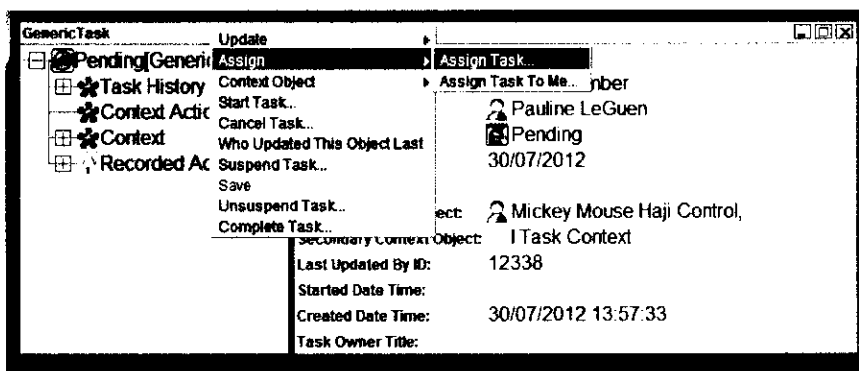 GenericTask
Update
Pending[Generic
Assign
Assign Task...
Task History
Context Object
Assign Task To Me...
nber
Context Actic
Start Task...
Pauline LeGuen
Cancel Task...
Pending
Context
Who Updated This Object Last
30/07/2012
Recorded Ac
Suspend Task...
Save
Unsuspend Task...
ect:
Mickey Mouse Haji Control,
Complete Task...
Secondary Context Object:
I Task Context
Last Updated By ID:
12338
Started Date Time:
Created Date Time:
30/07/2012 13:57:33
Task Owner Title: